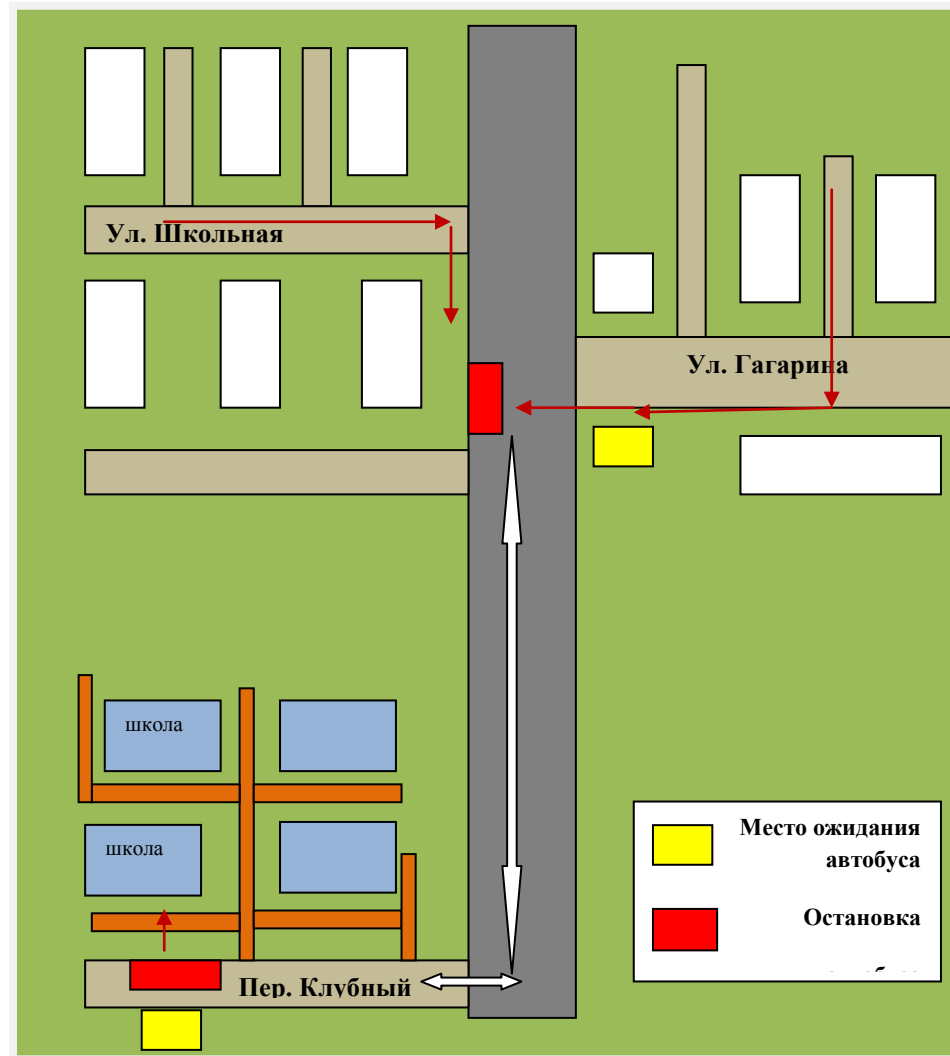 Ул. Школьная
Ул. Гагарина
школа
школа
Пер. Клубный
Место ожидания
автобуса
Остановка